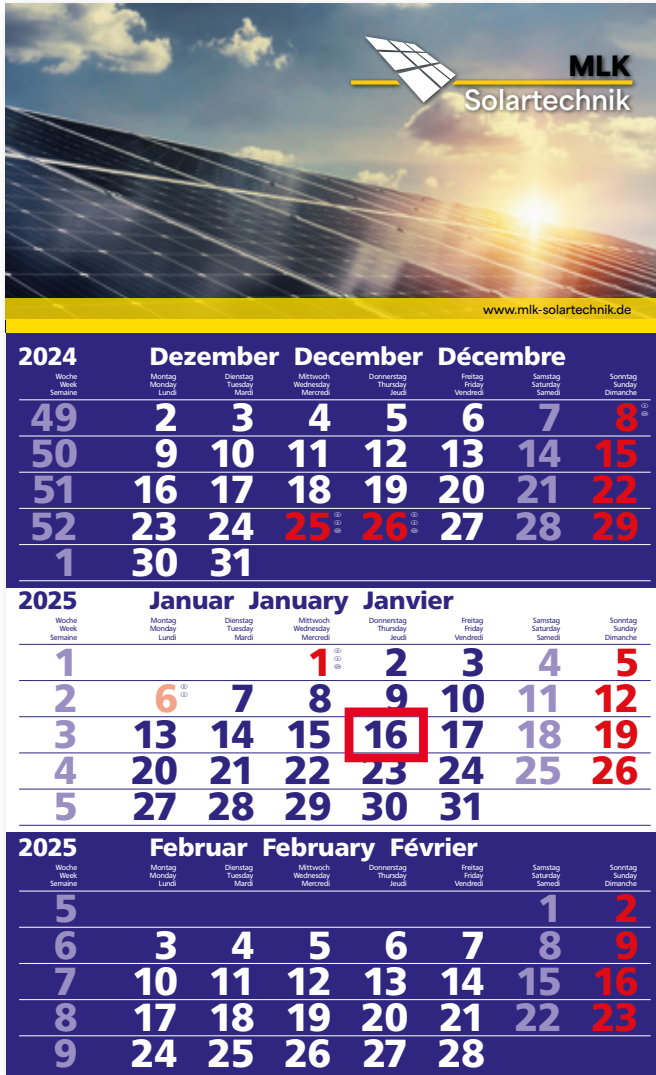 MLK
Solartechnik
www.mlk-solartechnik.de
2024 Dezember December Décembre
Woche Montag Dienstag Mittwoch Donnerstag Freitag Samstag Sonntag
Week Monday Tuesday Wednesday Thursday Friday Saturday Sunday
Semaine Lundi Mardi Mercredi Jeudi Vendredi Samedi Dimanche
49 2 3 4 5 6 7 8
50 9 10 11 12 13 14 15
51 16 17 18 19 20 21 22
52 23 24 25 26 27 28 29
1 30 31
2025 Januar January Janvier
Woche Montag Dienstag Mittwoch Donnerstag Freitag Samstag Sonntag
Week Monday Tuesday Wednesday Thursday Friday Saturday Sunday
Semaine Lundi Mardi Mercredi Jeudi Vendredi Samedi Dimanche
1 1 2 3 4 5
2 6 7 8 9 10 11 12
3 13 14 15 16 17 18 19
4 20 21 22 23 24 25 26
5 27 28 29 30 31
2025 Februar February Février
Woche Montag Dienstag Mittwoch Donnerstag Freitag Samstag Sonntag
Week Monday Tuesday Wednesday Thursday Friday Saturday Sunday
Semaine Lundi Mardi Mercredi Jeudi Vendredi Samedi Dimanche
5 1 2
6 3 4 5 6 7 8 9
7 10 11 12 13 14 15 16
8 17 18 19 20 21 22 23
9 24 25 26 27 28